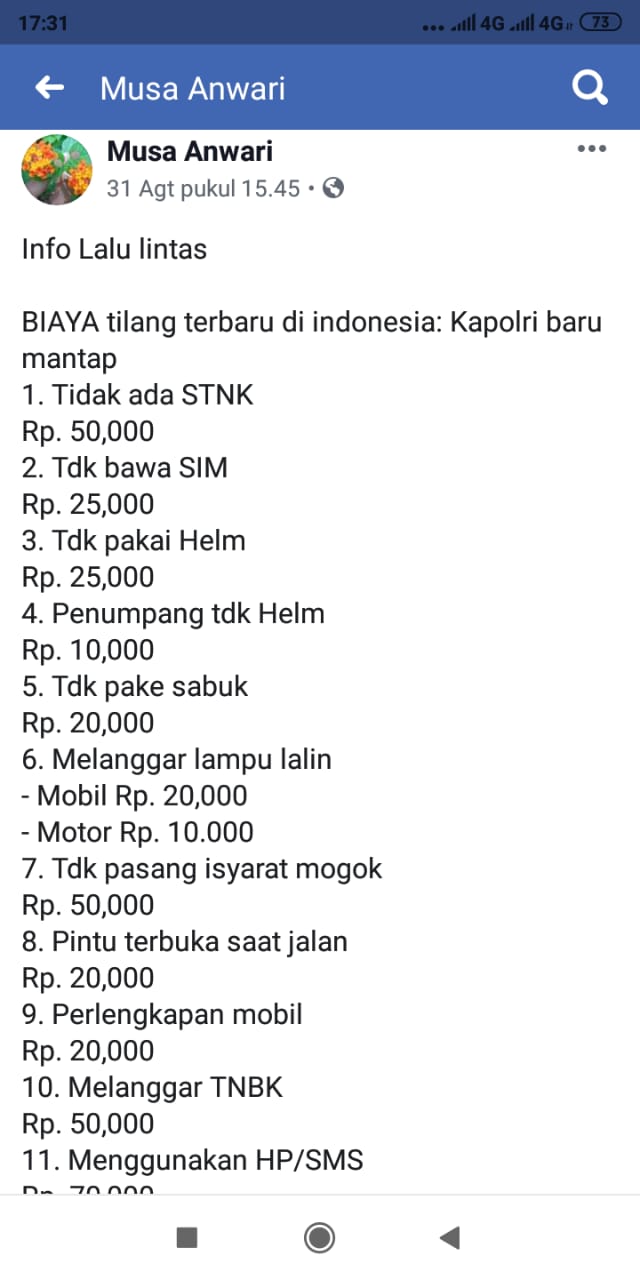 17:31
4G 4G 73
Musa Anwari
Musa Anwari
31 Agt pukul 15.45 •
Info Lalu lintas
BIAYA tilang terbaru di indonesia: Kapolri baru
mantap
1. Tidak ada STNK
Rp. 50,000
2. Tdk bawa SIM
Rp. 25,000
3. Tdk pakai Helm
Rp. 25,000
4. Penumpang tdk Helm
Rp. 10,000
5. Tdk pake sabuk
Rp. 20,000
6. Melanggar lampu lalin
- Mobil Rp. 20,000
- Motor Rp. 10.000
7. Tdk pasang isyarat mogok
Rp. 50,000
8. Pintu terbuka saat jalan
Rp. 20,000
9. Perlengkapan mobil
Rp. 20,000
10. Melanggar TNBK
Rp. 50,000
11. Menggunakan HP/SMS